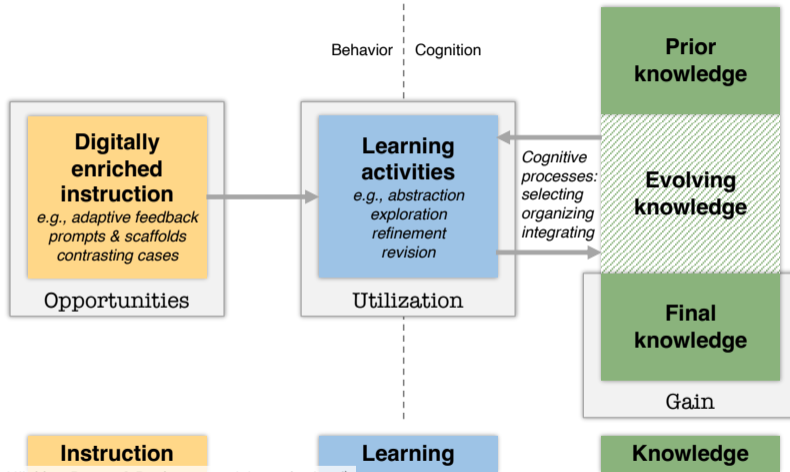 Behavior
Cognition
Digitally
enriched
instruction
e.g., adaptive feedback
prompts & scaffolds
contrasting cases
Opportunities
Learning
activities
e.g., abstraction
exploration
refinement
revision
Utilization
Cognitive
processes:
selecting
organizing
integrating
Prior
knowledge
Evolving
knowledge
Final
knowledge
Gain
Instruction
Learning
Knowledge